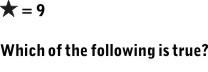 ★ = 9
Which of the following is true?